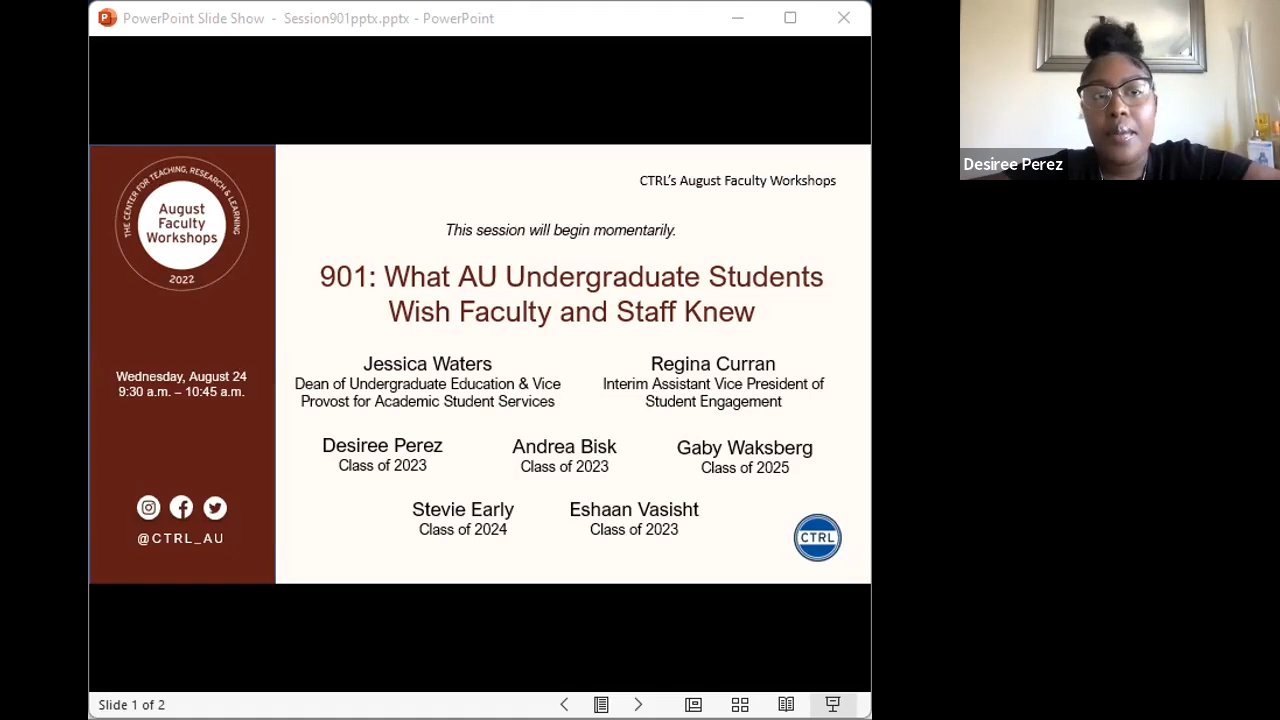 PowerPoint Slide Show - Session901pptx.pptx - PowerPoint
Desiree Perez
THE CENTER FOR TEACHING, RESEARCH & LEARNING
August
Faculty
Workshops
2022
Wednesday, August 24
9:30 a.m. – 10:45 a.m.
@CTRL_AU
CTRL's August Faculty Workshops
This session will begin momentarily.
901: What AU Undergraduate Students
Wish Faculty and Staff Knew
Jessica Waters
Dean of Undergraduate Education & Vice
Provost for Academic Student Services
Regina Curran
Interim Assistant Vice President of
Student Engagement
Desiree Perez
Class of 2023
Andrea Bisk
Class of 2023
Gaby Waksberg
Class of 2025
Stevie Early
Class of 2024
Eshaan Vasisht
Class of 2023
CTRL
Slide 1 of 2